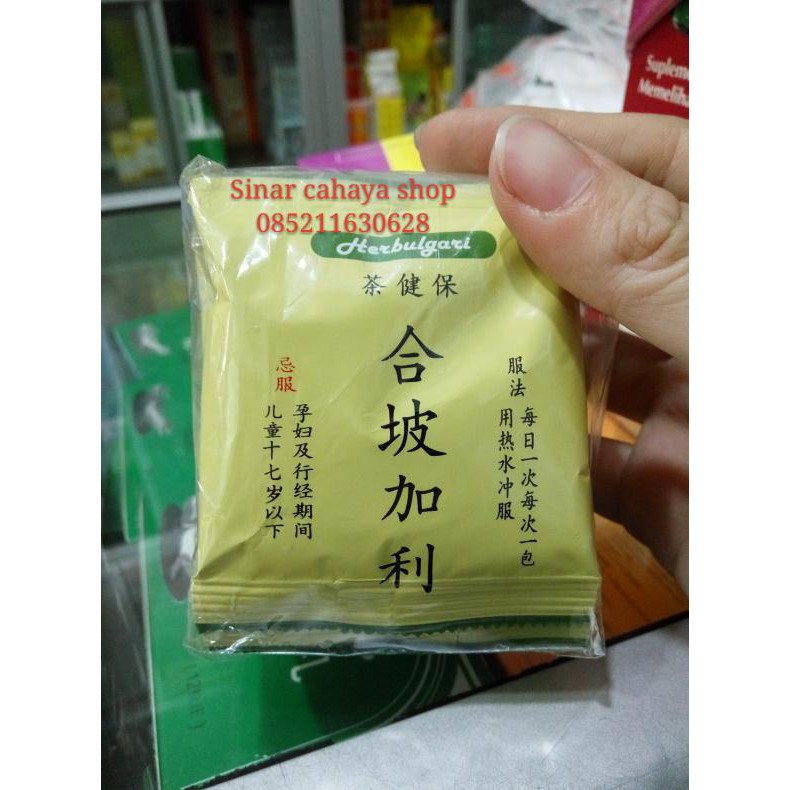 Sinar cahaya shop
085211630628
Herbulgari
茶健保
合坡加利
服法
每日一次每次一包
用热水冲服
忌服
孕妇及行经期间
儿童十七岁以下
Suplem
Memeliha